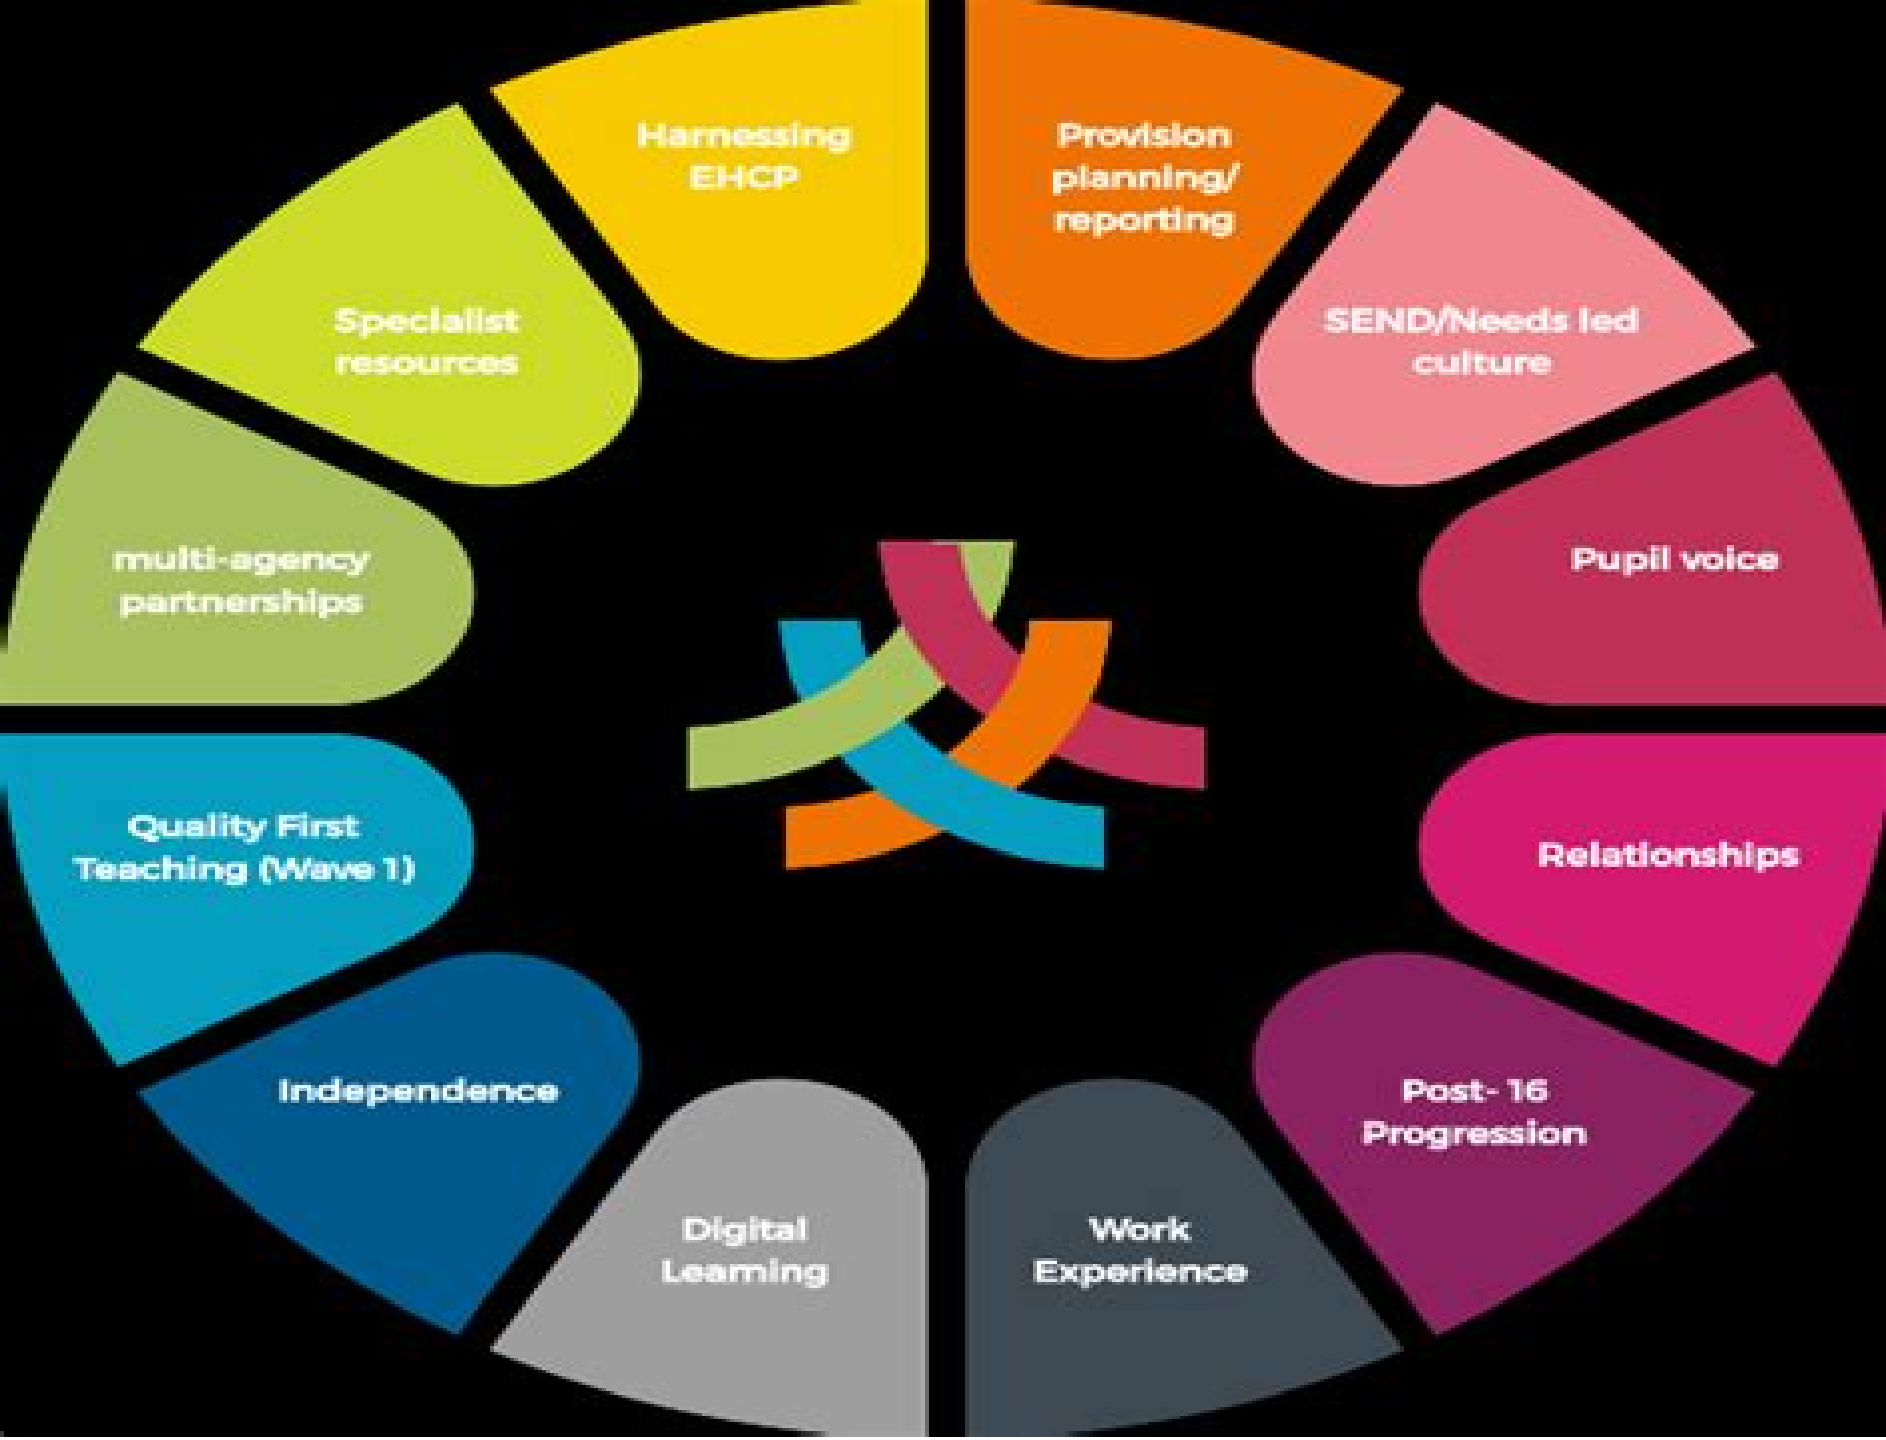 Harnessing
EHCP
Provision
planning/
reporting
SEND/Needs led
culture
Pupil voice
Relationships
Post- 16
Progression
Work
Experience
Digital
Learning
Independence
Quality First
Teaching (Wave 1)
multi-agency
partnerships
Specialist
resources